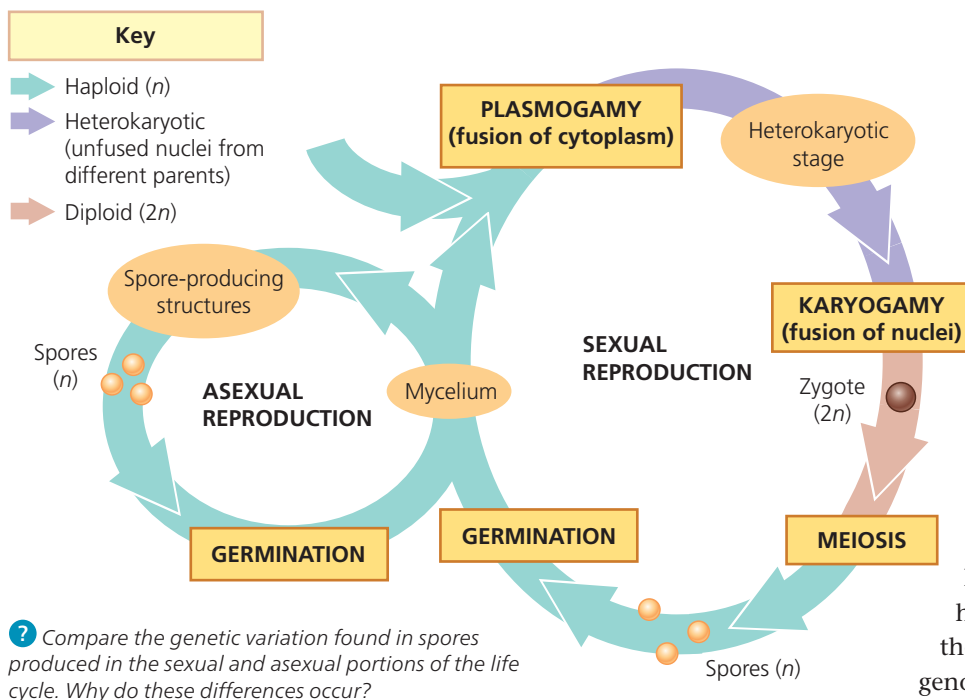 Key
Haploid (n)
Heterokaryotic
(unfused nuclei from
different parents)
Diploid (2n)
PLASMOGAMY
(fusion of cytoplasm)
Heterokaryotic
stage
KARYOGAMY
(fusion of nuclei)
Zygote
(2n)
MEIOSIS
Spores (n)
GERMINATION
SEXUAL
REPRODUCTION
Mycelium
Spore-producing
structures
Spores
(n)
ASEXUAL
REPRODUCTION
GERMINATION
? Compare the genetic variation found in spores
produced in the sexual and asexual portions of the life
cycle. Why do these differences occur?